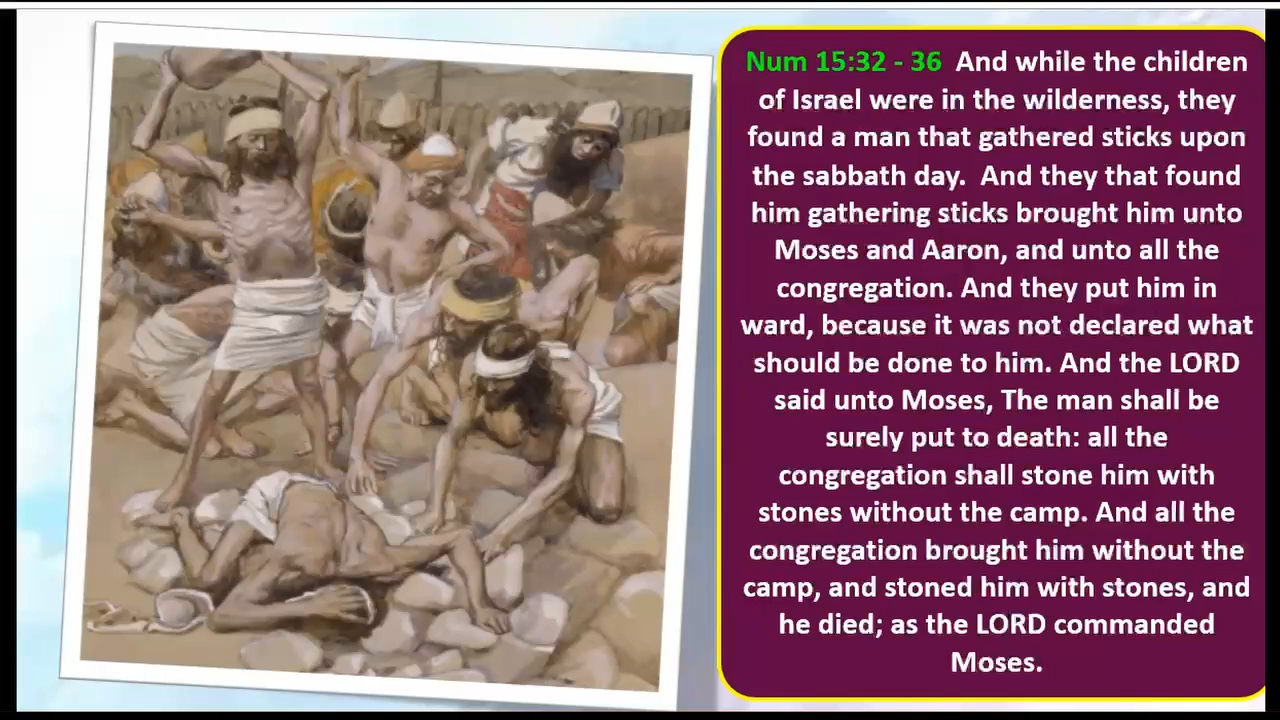 Num 15:32 - 36  And while the children
of Israel were in the wilderness, they
found a man that gathered sticks upon
the sabbath day.  And they that found
him gathering sticks brought him unto
Moses and Aaron, and unto all the
congregation. And they put him in
ward, because it was not declared what
should be done to him. And the LORD
said unto Moses, The man shall be
surely put to death: all the
congregation shall stone him with
stones without the camp. And all the
congregation brought him without the
camp, and stoned him with stones, and
he died; as the LORD commanded
Moses.